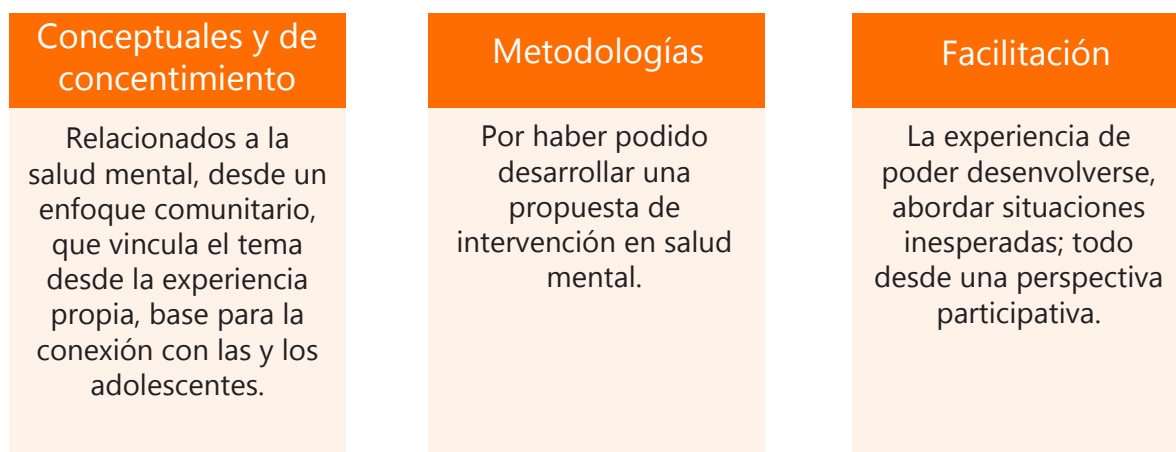 Conceptuales y de
concentimiento
Relacionados a la
salud mental, desde un
enfoque comunitario,
que vincula el tema
desde la experiencia
propia, base para la
conexión con las y los
adolescentes.
Metodologías
Por haber podido
desarrollar una
propuesta de
intervención en salud
mental.
Facilitación
La experiencia de
poder desenvolverse,
abordar situaciones
inesperadas; todo
desde una perspectiva
participativa.